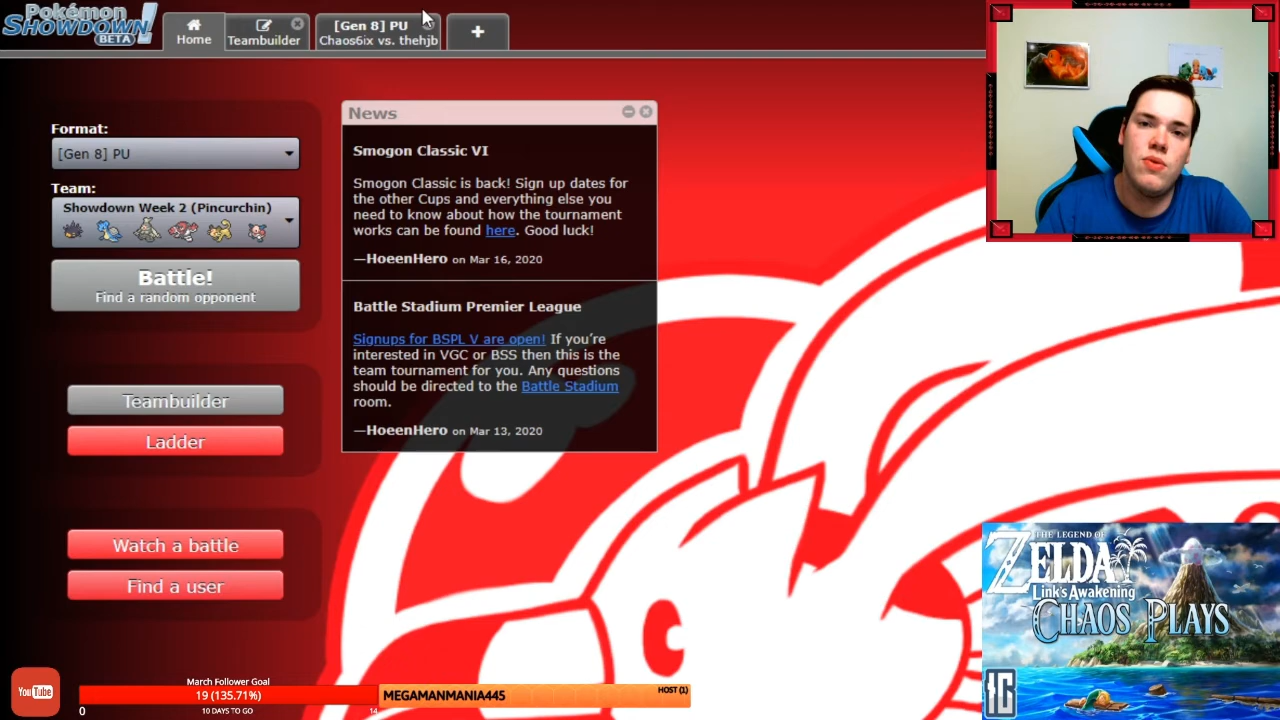 Pokémon
SHOWDOWN!
BETA
Home
Teambuilder
[Gen 8] PU
Chaos6ix vs. thehjb
+
Format:
[Gen 8] PU
Team:
Showdown Week 2 (Pincurchin)
Battle!
Find a random opponent
Teambuilder
Ladder
Watch a battle
Find a user
News
Smogon Classic VI
Smogon Classic is back! Sign up dates for
the other Cups and everything else you
need to know about how the tournament
works can be found here. Good luck!
—HoeenHero on Mar 16, 2020
Battle Stadium Premier League
Signups for BSPL V are open! If you're
interested in VGC or BSS then this is the
team tournament for you. Any questions
should be directed to the Battle Stadium
room.
—HoeenHero on Mar 13, 2020
THE LEGEND OF
ZELDA
Link's Awakening
CHAOS PLAYS
YouTube
March Follower Goal
19 (135.71%)
0
10 DAYS TO GO
14
MEGAMANMANIA445
HOST (1)